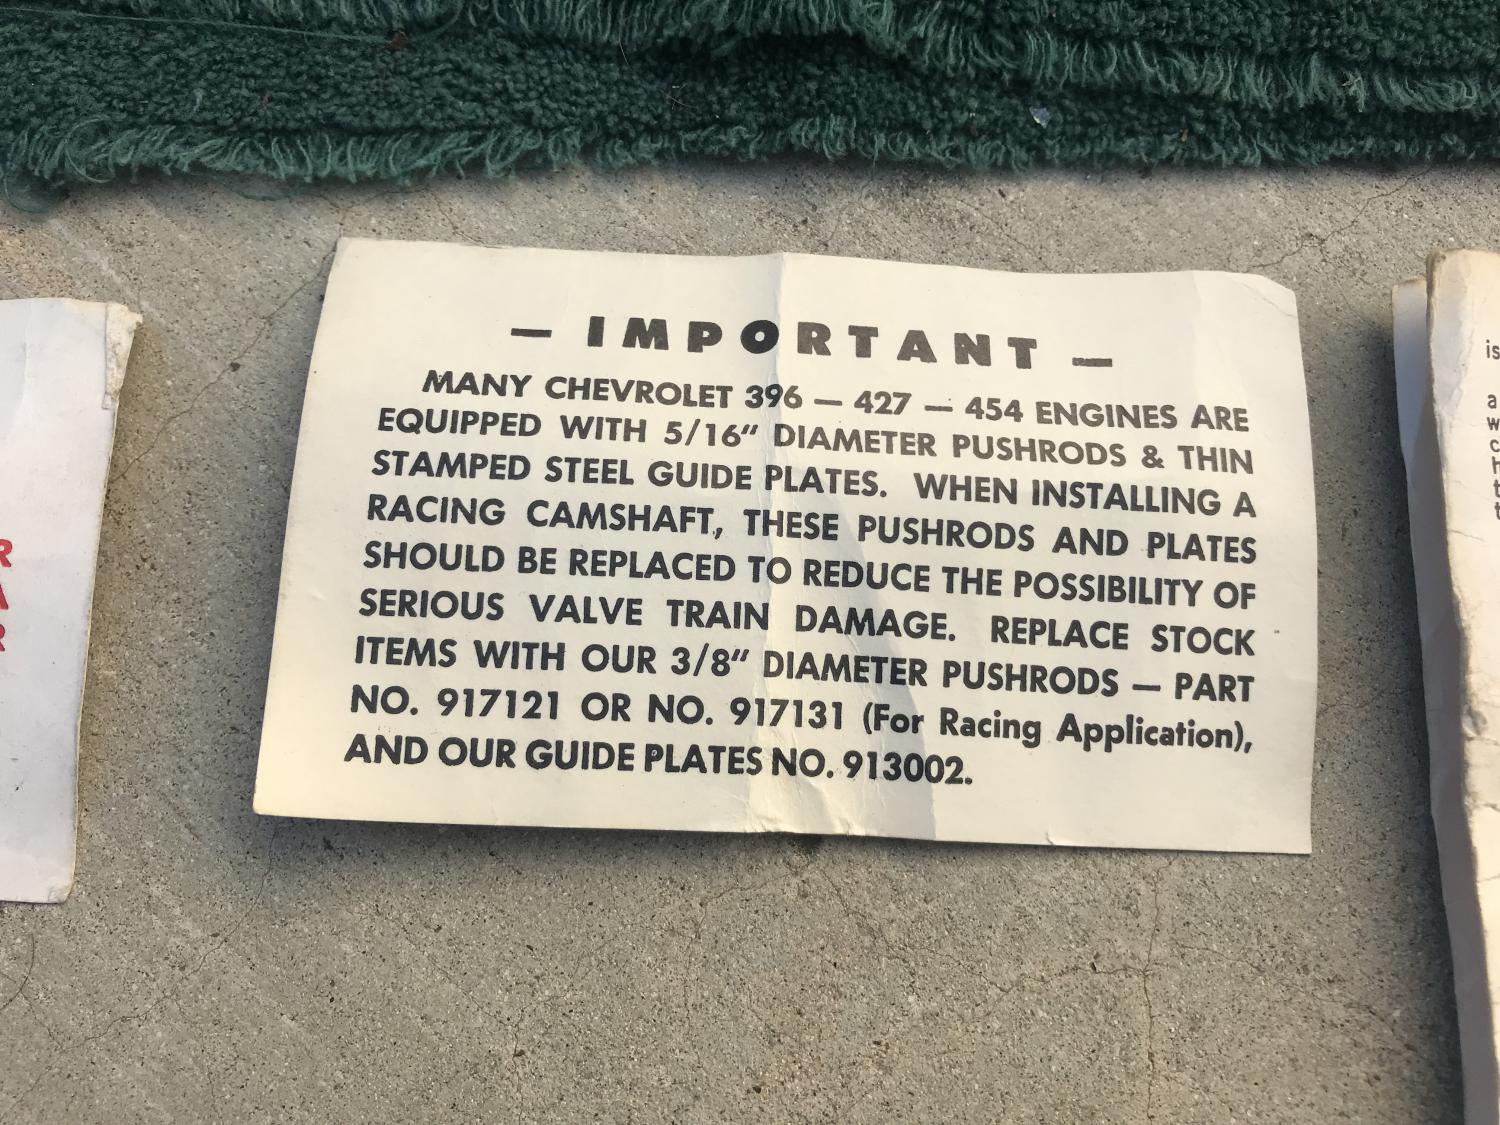 — IMPORTANT —
MANY CHEVROLET 396 — 427 — 454 ENGINES ARE
EQUIPPED WITH 5/16" DIAMETER PUSHRODS & THIN
STAMPED STEEL GUIDE PLATES. WHEN INSTALLING A
RACING CAMSHAFT, THESE PUSHRODS AND PLATES
SHOULD BE REPLACED TO REDUCE THE POSSIBILITY OF
SERIOUS VALVE TRAIN DAMAGE. REPLACE STOCK
ITEMS WITH OUR 3/8" DIAMETER PUSHRODS — PART
NO. 917121 OR NO. 917131 (For Racing Application),
AND OUR GUIDE PLATES NO. 913002.